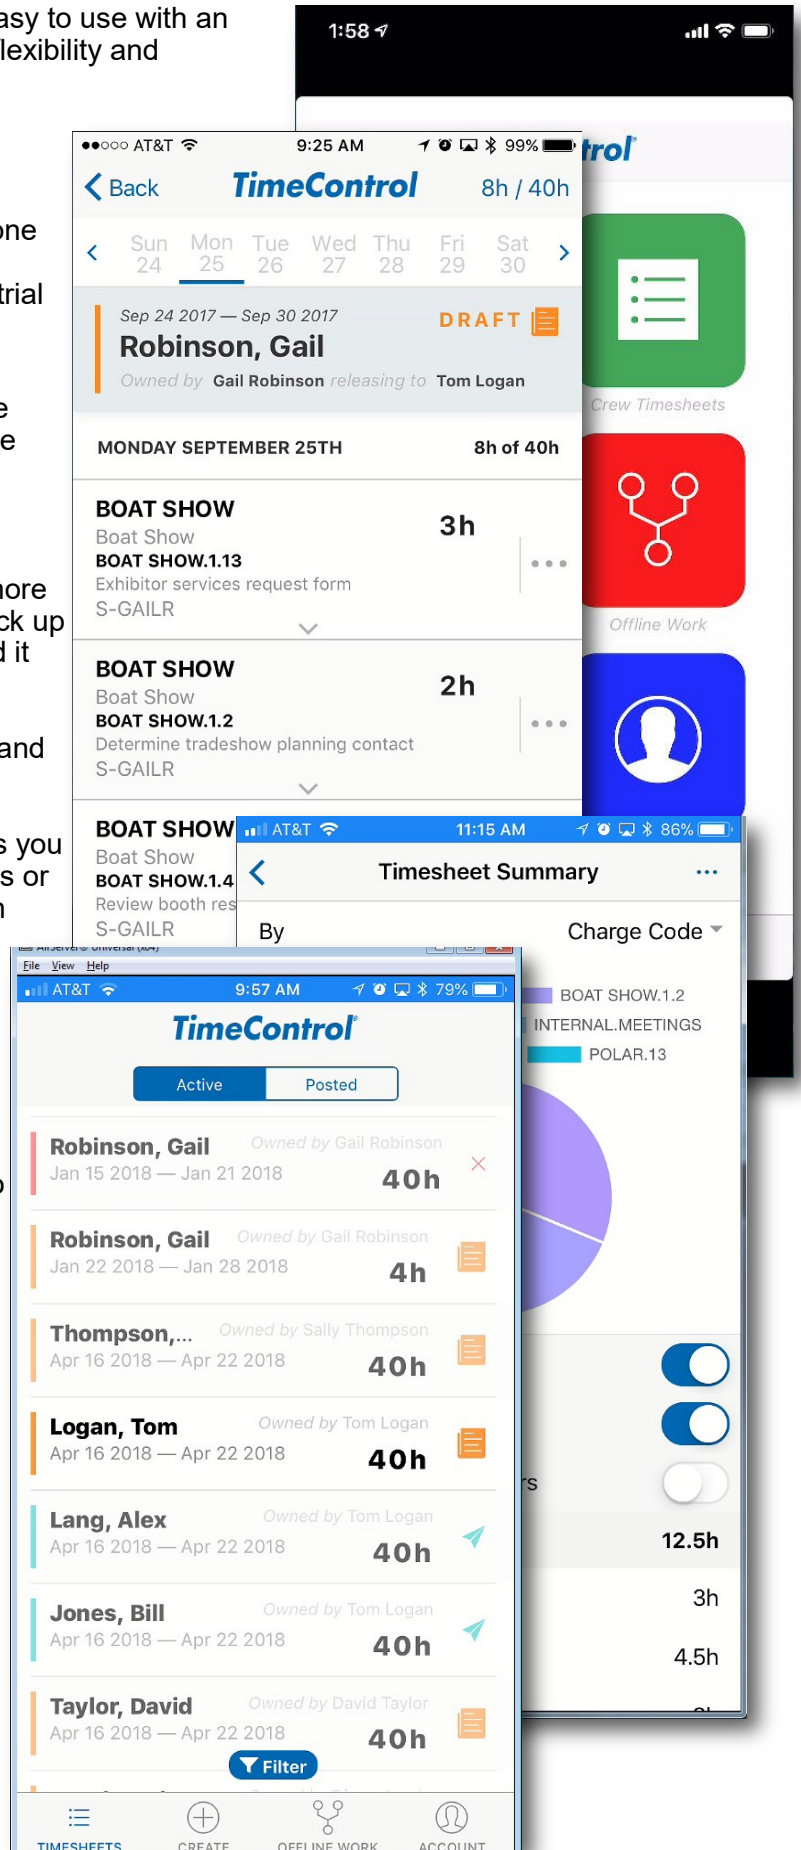 asy to use with an
lexibility and
one
trial
e
e
nore
ck up
d it
and
s you
s or
n
1:58
trol
Crew Timesheets
Offline Work
AT&T 9:25 AM 99%
Back TimeControl 8h / 40h
Sun Mon Tue Wed Thu Fri Sat
24 25 26 27 28 29 30
Sep 24 2017 — Sep 30 2017
DRAFT
Robinson, Gail
Owned by Gail Robinson releasing to Tom Logan
MONDAY SEPTEMBER 25TH 8h of 40h
BOAT SHOW
Boat Show
3h
BOAT SHOW.1.13
Exhibitor services request form
S-GAILR
BOAT SHOW
Boat Show
2h
BOAT SHOW.1.2
Determine tradeshow planning contact
S-GAILR
BOAT SHOW
Boat Show
BOAT SHOW.1.4
Review booth res
S-GAILR
AT&T 11:15 AM 86%
Timesheet Summary
By Charge Code
BOAT SHOW.1.2
INTERNAL.MEETINGS
POLAR.13
rs
12.5h
3h
4.5h
AirServer® Universal (x64)
File View Help
AT&T 9:57 AM 79%
TimeControl®
Active Posted
Robinson, Gail Owned by Gail Robinson
Jan 15 2018 — Jan 21 2018 40h
Robinson, Gail Owned by Gail Robinson
Jan 22 2018 — Jan 28 2018 4h
Thompson,... Owned by Sally Thompson
Apr 16 2018 — Apr 22 2018 40h
Logan, Tom Owned by Tom Logan
Apr 16 2018 — Apr 22 2018 40h
Lang, Alex Owned by Tom Logan
Apr 16 2018 — Apr 22 2018 40h
Jones, Bill Owned by Tom Logan
Apr 16 2018 — Apr 22 2018 40h
Taylor, David Owned by David Taylor
Apr 16 2018 — Apr 22 2018 40h
Filter
TIMESHEETS CREATE OFFLINE WORK ACCOUNT